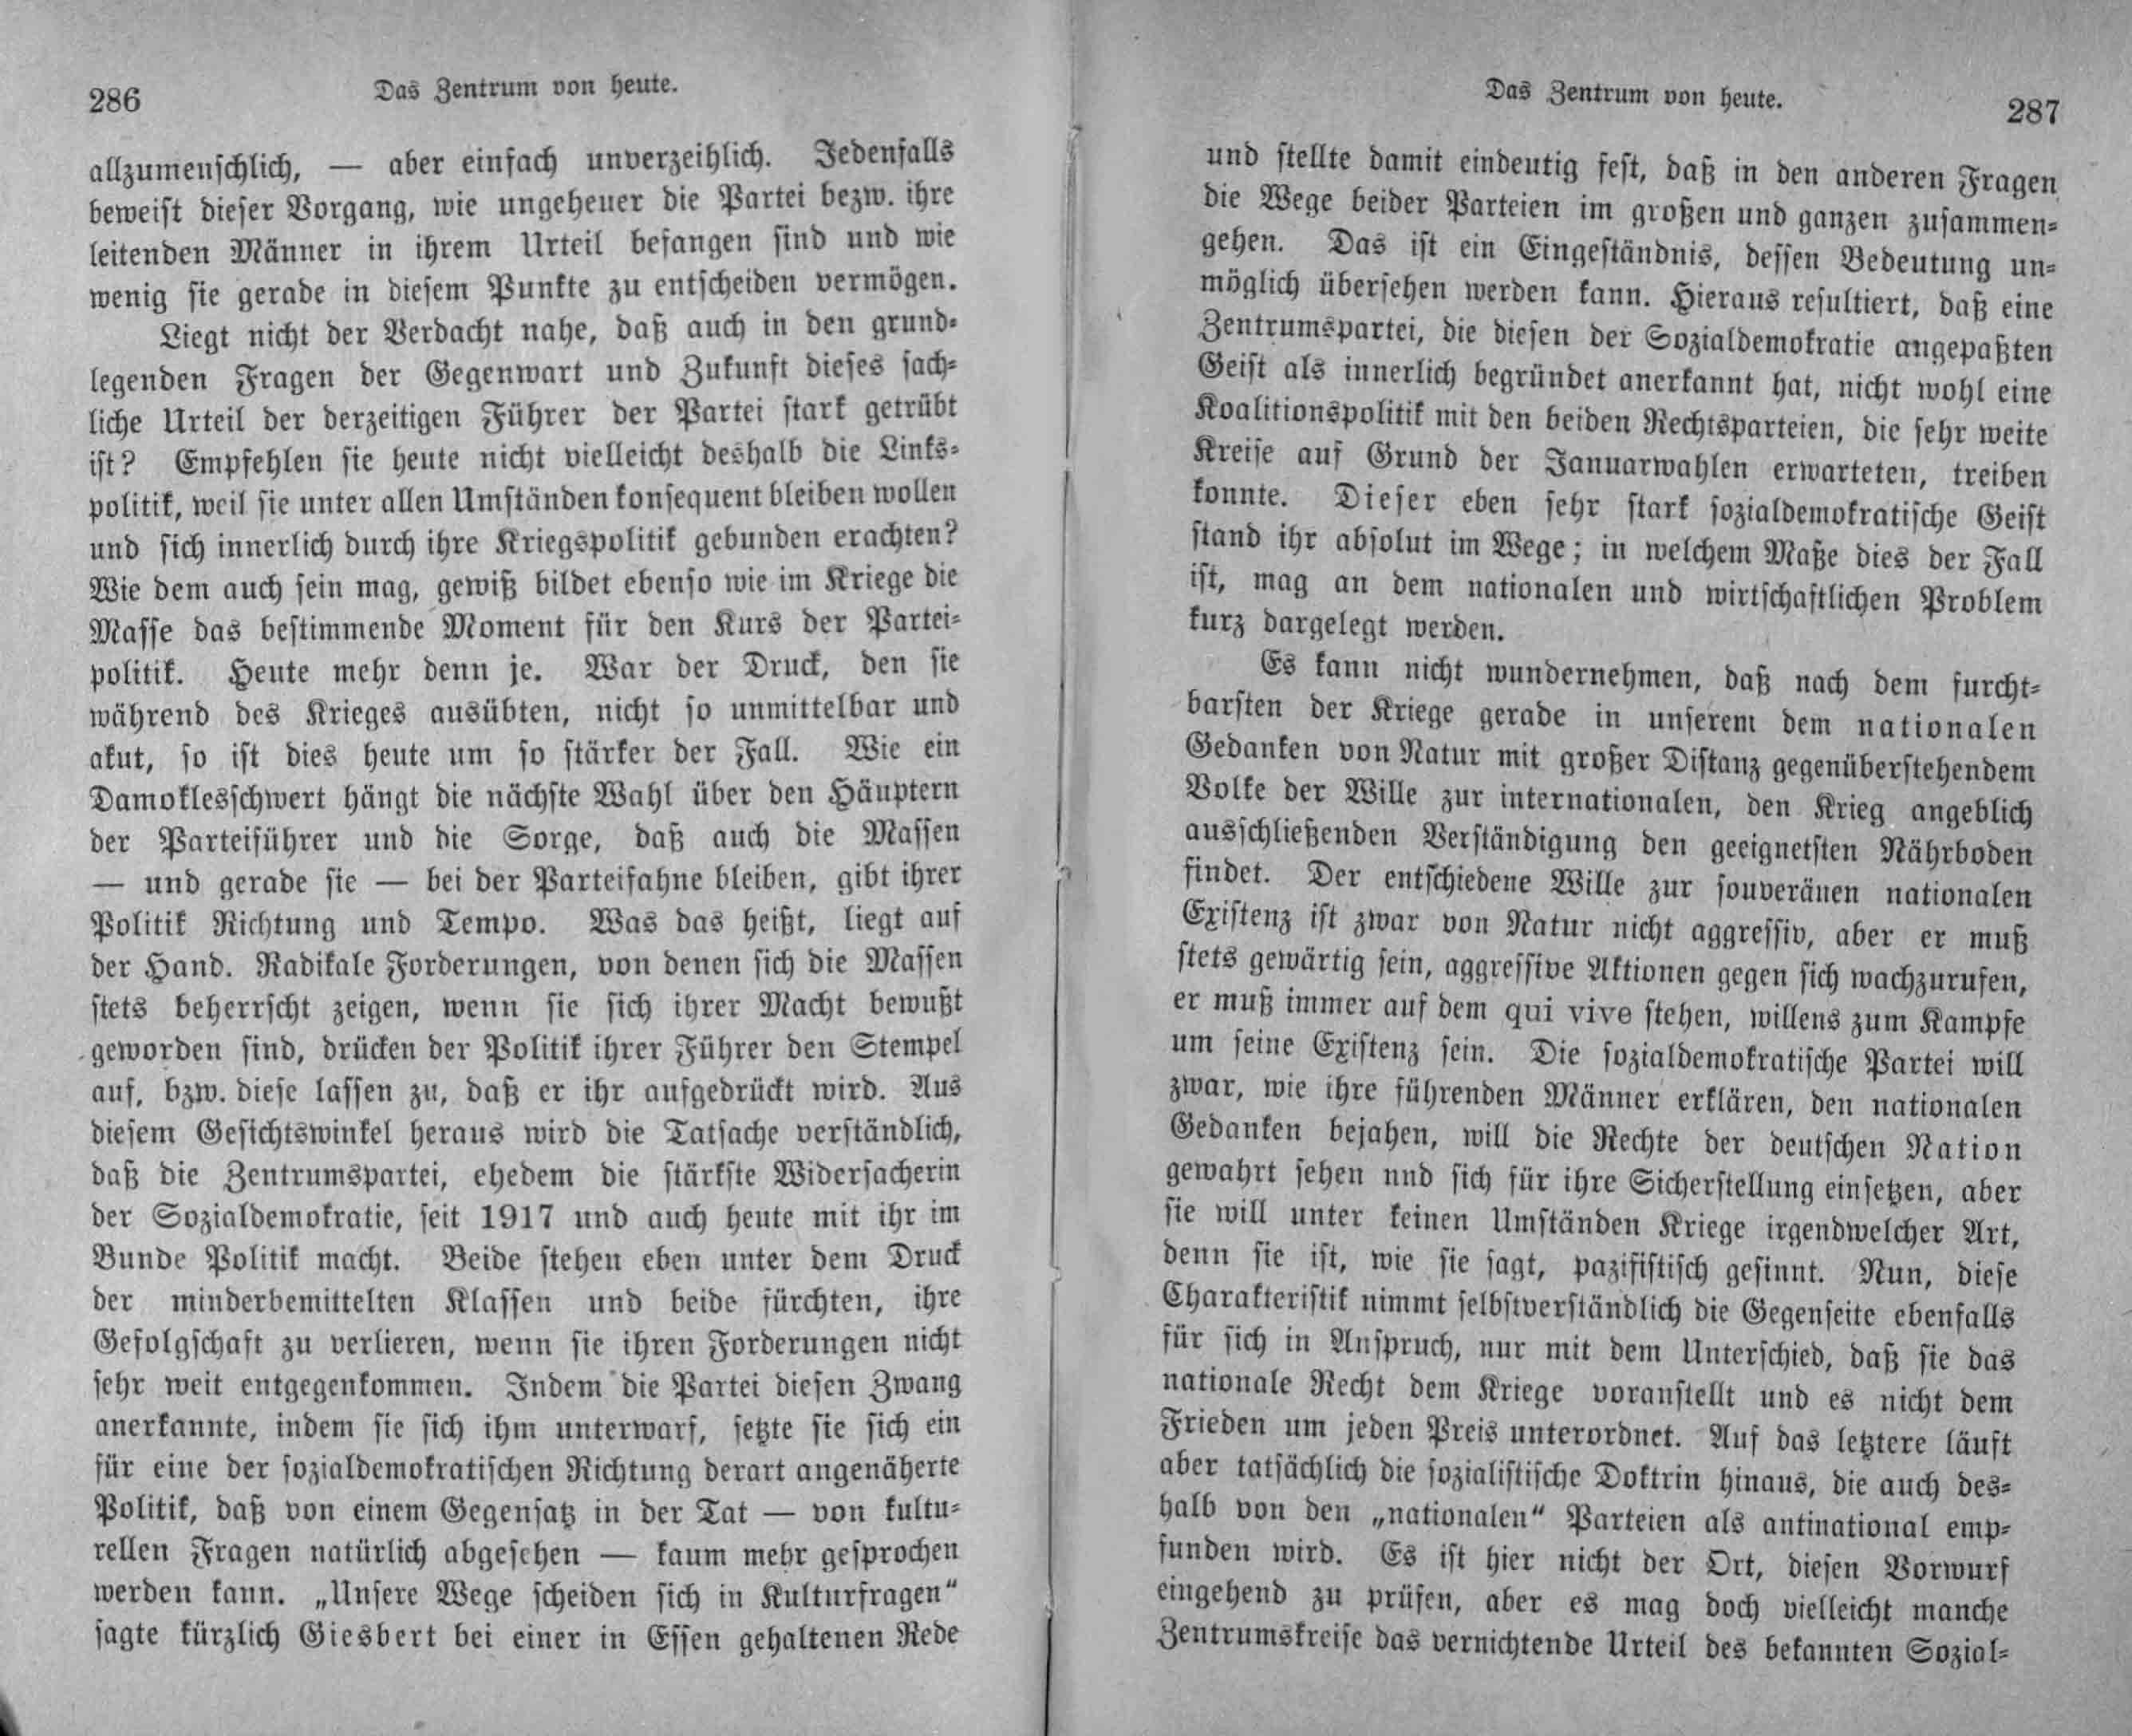 286
Das Zentrum von heute.
allzumenschlich, — aber einfach unverzeihlich. Jedenfalls
beweist dieser Vorgang, wie ungeheuer die Partei bezw. ihre
leitenden Männer in ihrem Urteil befangen sind und wie
wenig sie gerade in diesem Punkte zu entscheiden vermögen.
Liegt nicht der Verdacht nahe, daß auch in den grund-
legenden Fragen der Gegenwart und Zukunft dieses sach-
liche Urteil der derzeitigen Führer der Partei stark getrübt
ist? Empfehlen sie heute nicht vielleicht deshalb die Links-
politik, weil sie unter allen Umständen konsequent bleiben wollen
und sich innerlich durch ihre Kriegspolitik gebunden erachten?
Wie dem auch sein mag, gewiß bildet ebenso wie im Kriege die
Masse das bestimmende Moment für den Kurs der Partei-
politik. Heute mehr denn je. War der Druck, den sie
während des Krieges ausübten, nicht so unmittelbar und
akut, so ist dies heute um so stärker der Fall. Wie ein
Damoklesschwert hängt die nächste Wahl über den Häuptern
der Parteiführer und die Sorge, daß auch die Massen
— und gerade sie — bei der Parteifahne bleiben, gibt ihrer
Politik Richtung und Tempo. Was das heißt, liegt auf
der Hand. Radikale Forderungen, von denen sich die Massen
stets beherrscht zeigen, wenn sie sich ihrer Macht bewußt
geworden sind, drücken der Politik ihrer Führer den Stempel
auf, bzw. diese lassen zu, daß er ihr aufgedrückt wird. Aus
diesem Gesichtswinkel heraus wird die Tatsache verständlich,
daß die Zentrumspartei, ehedem die stärkste Widersacherin
der Sozialdemokratie, seit 1917 und auch heute mit ihr im
Bunde Politik macht. Beide stehen eben unter dem Druck
der minderbemittelten Klassen und beide fürchten, ihre
Gefolgschaft zu verlieren, wenn sie ihren Forderungen nicht
sehr weit entgegenkommen. Indem die Partei diesen Zwang
anerkannte, indem sie sich ihm unterwarf, setzte sie sich ein
für eine der sozialdemokratischen Richtung derart angenäherte
Politik, daß von einem Gegensatz in der Tat — von kultu-
rellen Fragen natürlich abgesehen — kaum mehr gesprochen
werden kann. „Unsere Wege scheiden sich in Kulturfragen“
sagte kürzlich Giesbert bei einer in Essen gehaltenen Rede
Das Zentrum von heute.
287
und stellte damit eindeutig fest, daß in den anderen Fragen
die Wege beider Parteien im großen und ganzen zusammen-
gehen. Das ist ein Eingeständnis, dessen Bedeutung un-
möglich übersehen werden kann. Hieraus resultiert, daß eine
Zentrumspartei, die diesen der Sozialdemokratie angepaßten
Geist als innerlich begründet anerkannt hat, nicht wohl eine
Koalitionspolitik mit den beiden Rechtsparteien, die sehr weite
Kreise auf Grund der Januarwahlen erwarteten, treiben
konnte. Dieser eben sehr stark sozialdemokratische Geist
stand ihr absolut im Wege; in welchem Maße dies der Fall
ist, mag an dem nationalen und wirtschaftlichen Problem
kurz dargelegt werden.
Es kann nicht wundernehmen, daß nach dem furcht-
barsten der Kriege gerade in unserem dem nationalen
Gedanken von Natur mit großer Distanz gegenüberstehendem
Volke der Wille zur internationalen, den Krieg angeblich
ausschließenden Verständigung den geeignetsten Nährboden
findet. Der entschiedene Wille zur souveränen nationalen
Existenz ist zwar von Natur nicht aggressiv, aber er muß
stets gewärtig sein, aggressive Aktionen gegen sich wachzurufen,
er muß immer auf dem qui vive stehen, willens zum Kampfe
um seine Existenz sein. Die sozialdemokratische Partei will
zwar, wie ihre führenden Männer erklären, den nationalen
Gedanken bejahen, will die Rechte der deutschen Nation
gewahrt sehen nnd sich für ihre Sicherstellung einsetzen, aber
sie will unter keinen Umständen Kriege irgendwelcher Art,
denn sie ist, wie sie sagt, pazifistisch gesinnt. Nun, diese
Charakteristik nimmt selbstverständlich die Gegenseite ebenfalls
für sich in Anspruch, nur mit dem Unterschied, daß sie das
nationale Recht dem Kriege voranstellt und es nicht dem
Frieden um jeden Preis unterordnet. Auf das letztere läuft
aber tatsächlich die sozialistische Doktrin hinaus, die auch des-
halb von den „nationalen“ Parteien als antinational emp-
funden wird. Es ist hier nicht der Ort, diesen Vorwurf
eingehend zu prüfen, aber es mag doch vielleicht manche
Zentrumskreise das vernichtende Urteil des bekannten Sozial-